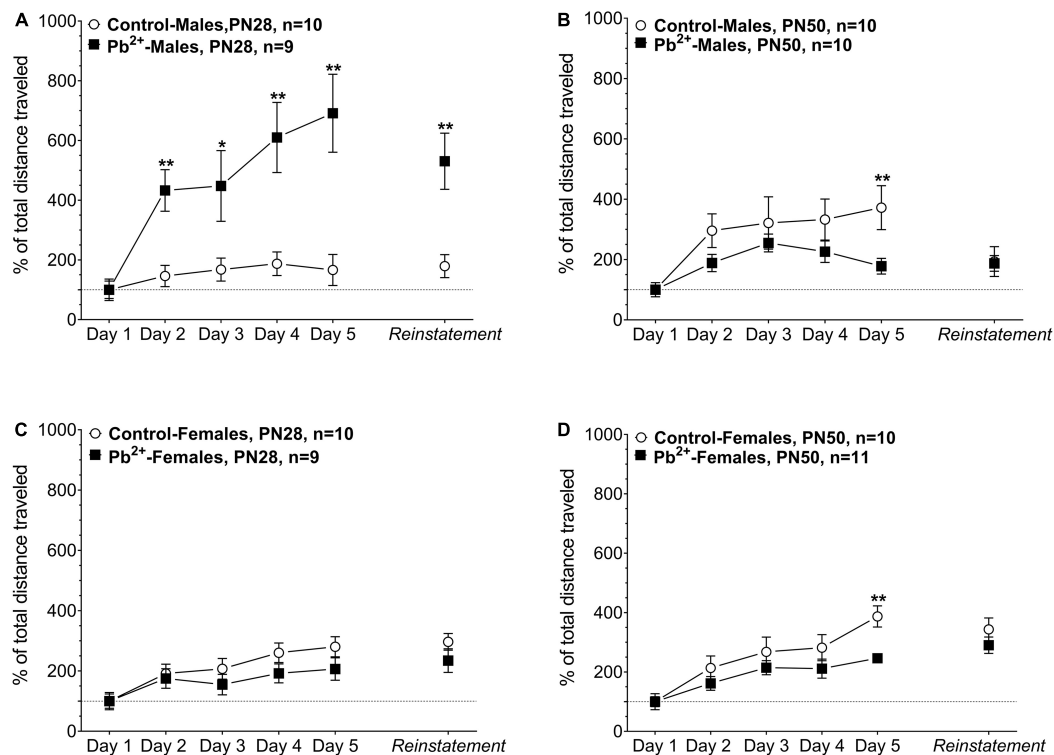 A
1000
Control-Males,PN28, n=10
Pb²⁺-Males, PN28, n=9
800
600
400
200
0
% of total distance traveled
**
*
**
**
**
Day 1 Day 2 Day 3 Day 4 Day 5 Reinstatement
B
1000
Control-Males, PN50, n=10
Pb²⁺-Males, PN50, n=10
800
600
400
200
0
% of total distance traveled
**
Day 1 Day 2 Day 3 Day 4 Day 5 Reinstatement
C
1000
Control-Females, PN28, n=10
Pb²⁺-Females, PN28, n=9
800
600
400
200
0
% of total distance traveled
Day 1 Day 2 Day 3 Day 4 Day 5 Reinstatement
D
1000
Control-Females, PN50, n=10
Pb²⁺-Females, PN50, n=11
800
600
400
200
0
% of total distance traveled
**
Day 1 Day 2 Day 3 Day 4 Day 5 Reinstatement